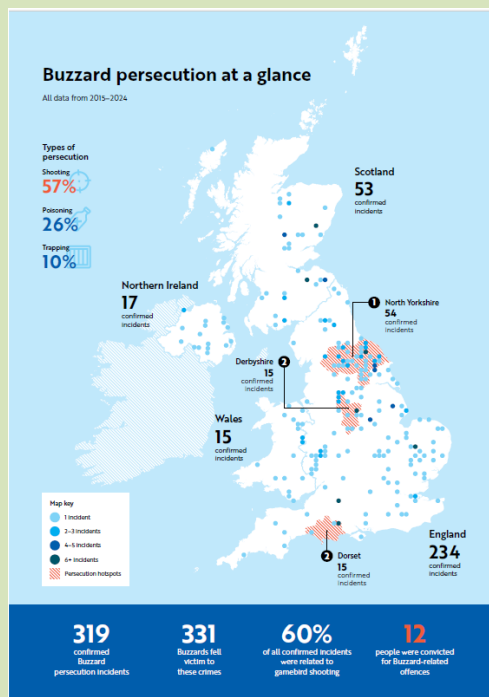 Buzzard persecution at a glance
All data from 2015–2024
Types of
persecution
Shooting
57%
Poisoning
26%
Trapping
10%
Scotland
53
confirmed
incidents
Northern Ireland
17
confirmed
incidents
1 North Yorkshire
54
confirmed
incidents
Derbyshire 2
15
confirmed
incidents
Wales
15
confirmed
incidents
Map key
1 incident
2–3 incidents
4–5 incidents
6+ incidents
Persecution hotspots
2 Dorset
15
confirmed
incidents
England
234
confirmed
incidents
319
confirmed
Buzzard
persecution incidents
331
Buzzards fell
victim to
these crimes
60%
of all confirmed incidents
were related to
gamebird shooting
12
people were convicted
for Buzzard-related
offences